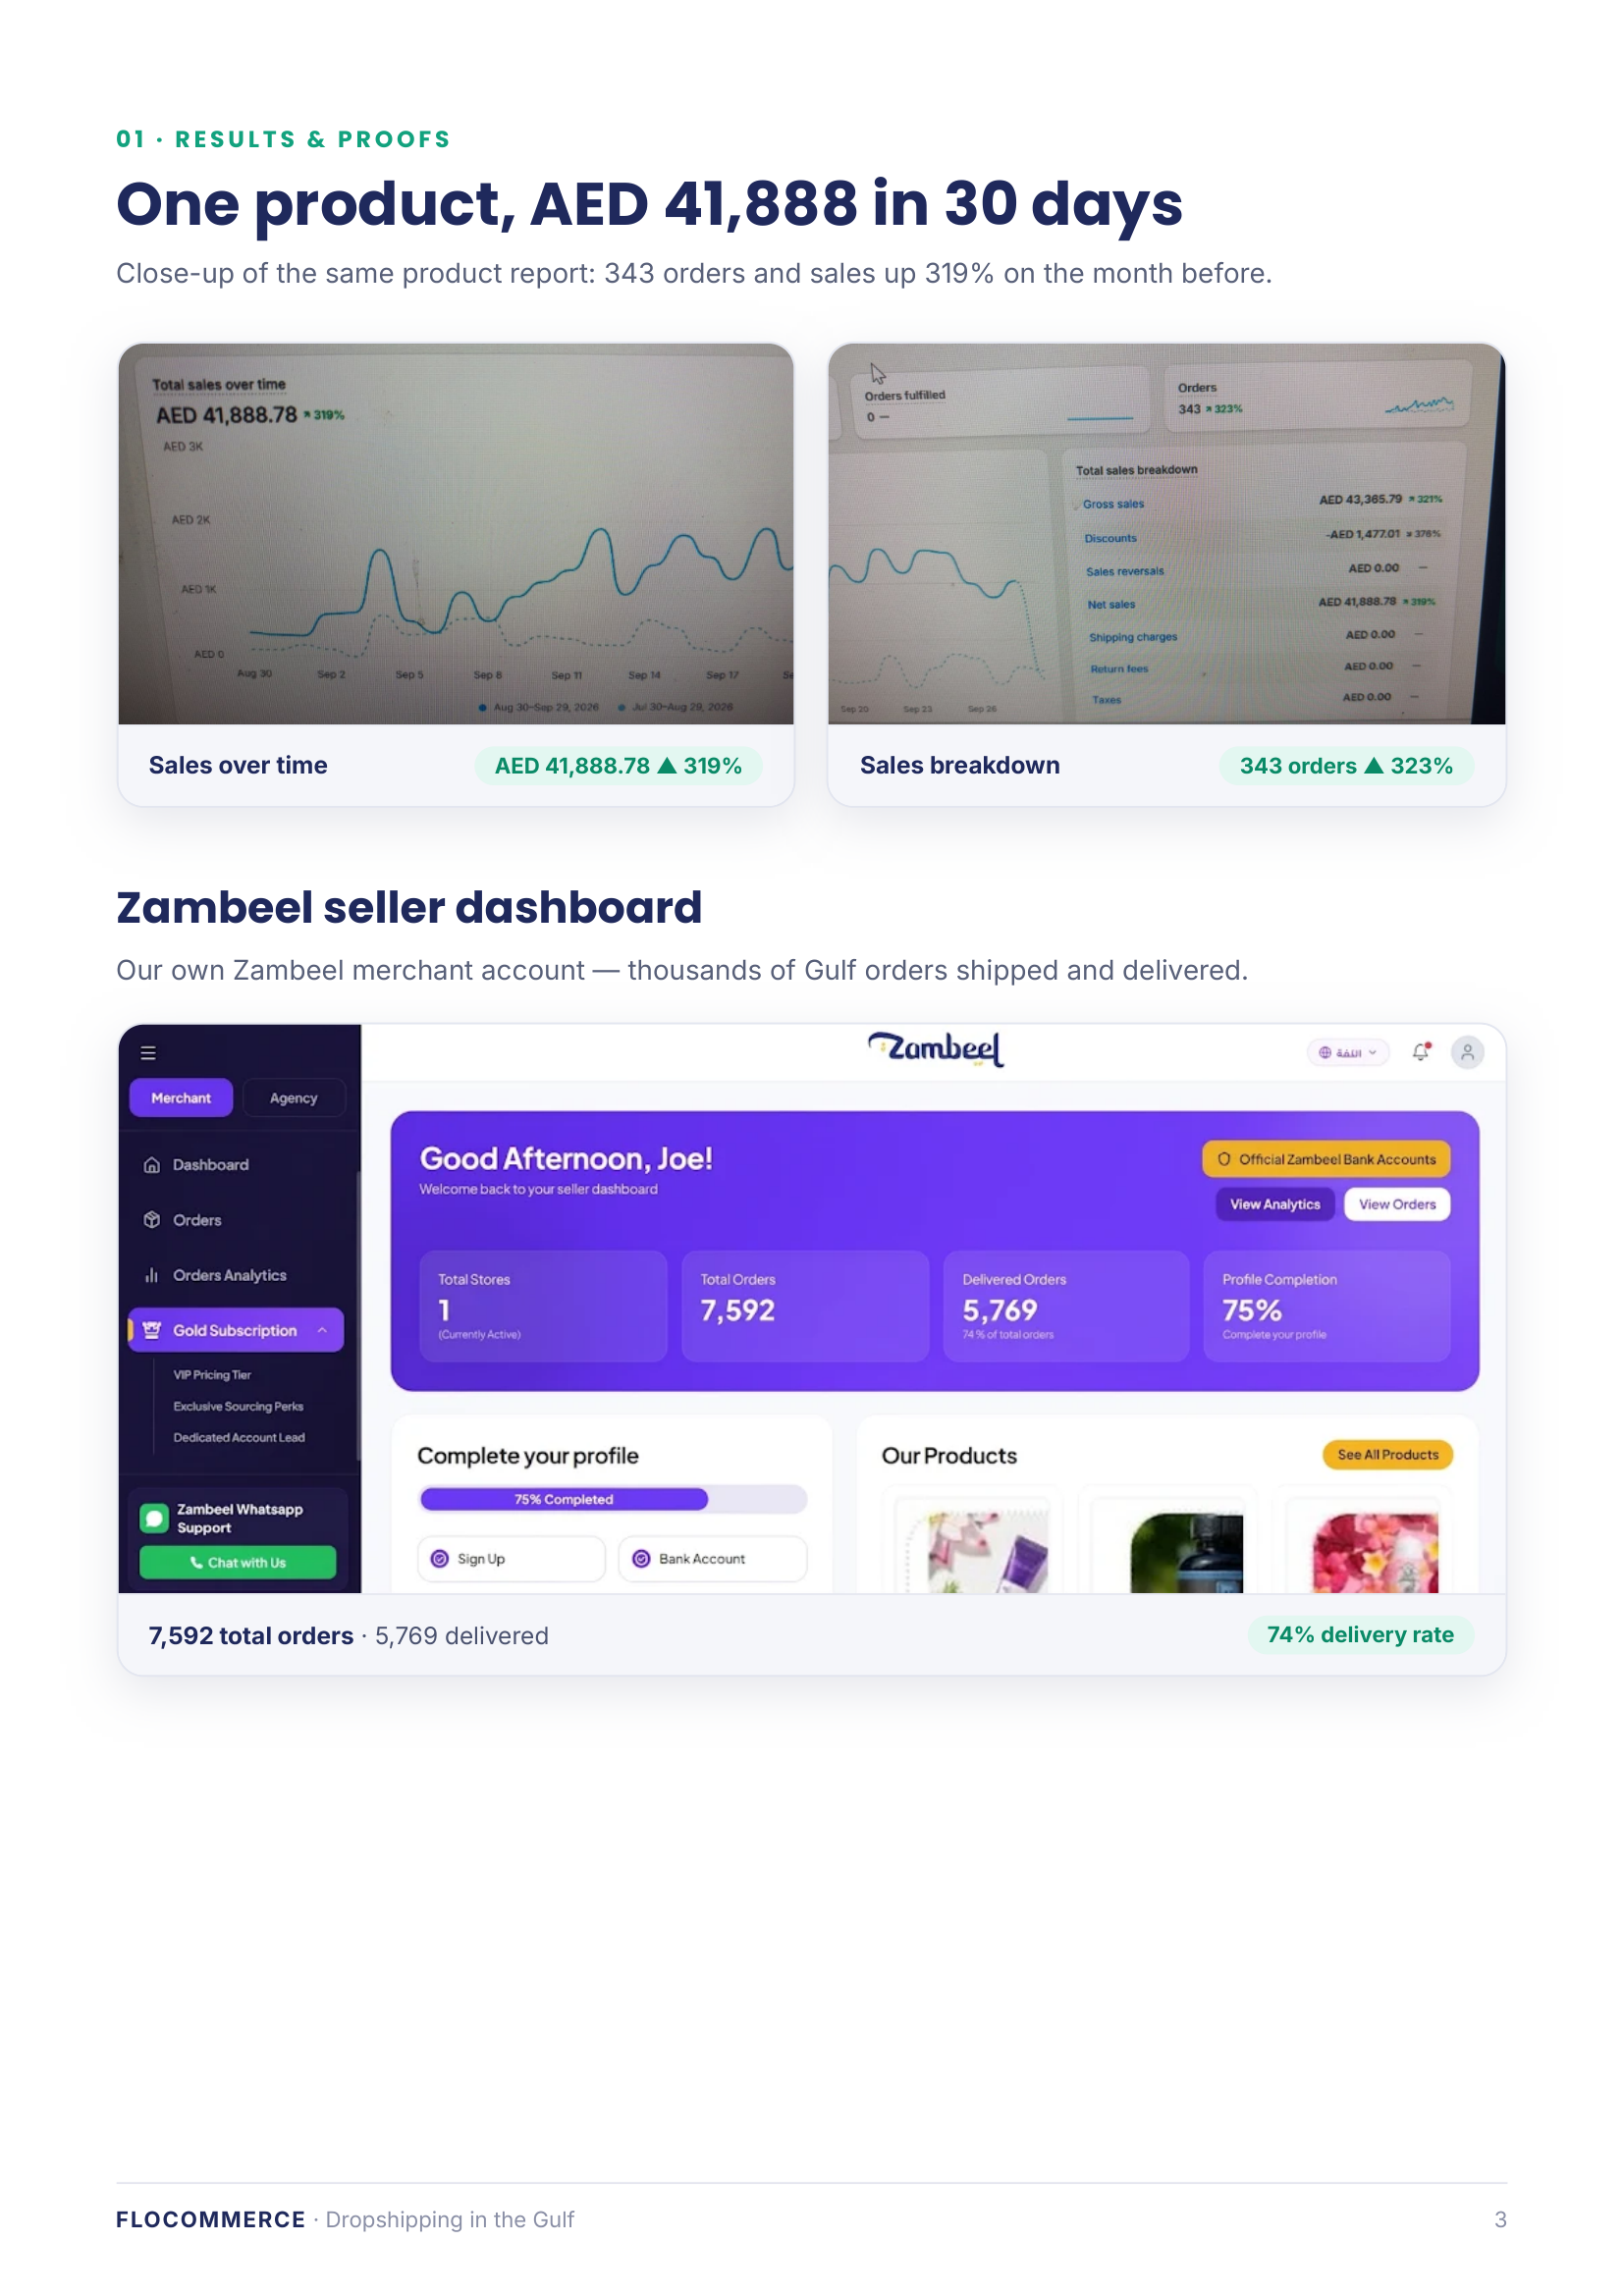 01 · RESULTS & PROOFS
One product, AED 41,888 in 30 days
Close-up of the same product report: 343 orders and sales up 319% on the month before.
Total sales over time
AED 41,888.78 ↗ 319%
AED 3K
AED 2K
AED 1K
AED 0
Aug 30 Sep 2 Sep 5 Sep 8 Sep 11 Sep 14 Sep 17
Aug 30–Sep 29, 2026 Jul 30–Aug 29, 2026
Sales over time
AED 41,888.78 ▲ 319%
Orders fulfilled
0 —
Orders
343 ↗ 323%
Total sales breakdown
Gross sales AED 43,365.79 ↗ 321%
Discounts -AED 1,477.01 ↗ 376%
Sales reversals AED 0.00 —
Net sales AED 41,888.78 ↗ 319%
Shipping charges AED 0.00 —
Return fees AED 0.00 —
Taxes AED 0.00 —
Sep 20 Sep 23 Sep 26
Sales breakdown
343 orders ▲ 323%
Zambeel seller dashboard
Our own Zambeel merchant account — thousands of Gulf orders shipped and delivered.
Merchant Agency
Dashboard
Orders
Orders Analytics
Gold Subscription
VIP Pricing Tier
Exclusive Sourcing Perks
Dedicated Account Lead
Zambeel Whatsapp
Support
Chat with Us
Zambeel
اللغة
Good Afternoon, Joe!
Welcome back to your seller dashboard
Official Zambeel Bank Accounts
View Analytics View Orders
Total Stores
1
(Currently Active)
Total Orders
7,592
Delivered Orders
5,769
74% of total orders
Profile Completion
75%
Complete your profile
Complete your profile
75% Completed
Sign Up Bank Account
Our Products
See All Products
7,592 total orders · 5,769 delivered
74% delivery rate
FLOCOMMERCE · Dropshipping in the Gulf
3